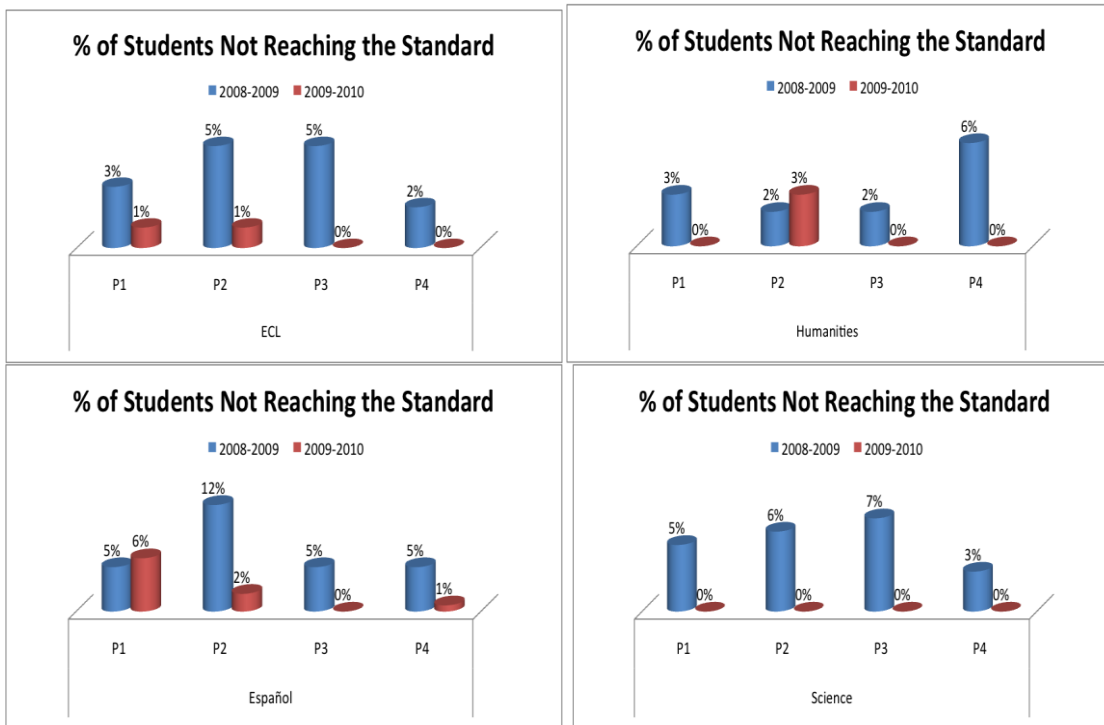 % of Students Not Reaching the Standard
2008-2009 2009-2010
3% 1% 5% 1% 5% 0% 2% 0%
P1 P2 P3 P4
ECL
% of Students Not Reaching the Standard
2008-2009 2009-2010
3% 0% 2% 3% 2% 0% 6% 0%
P1 P2 P3 P4
Humanities
% of Students Not Reaching the Standard
2008-2009 2009-2010
5% 6% 12% 2% 5% 0% 5% 1%
P1 P2 P3 P4
Español
% of Students Not Reaching the Standard
2008-2009 2009-2010
5% 0% 6% 0% 7% 0% 3% 0%
P1 P2 P3 P4
Science